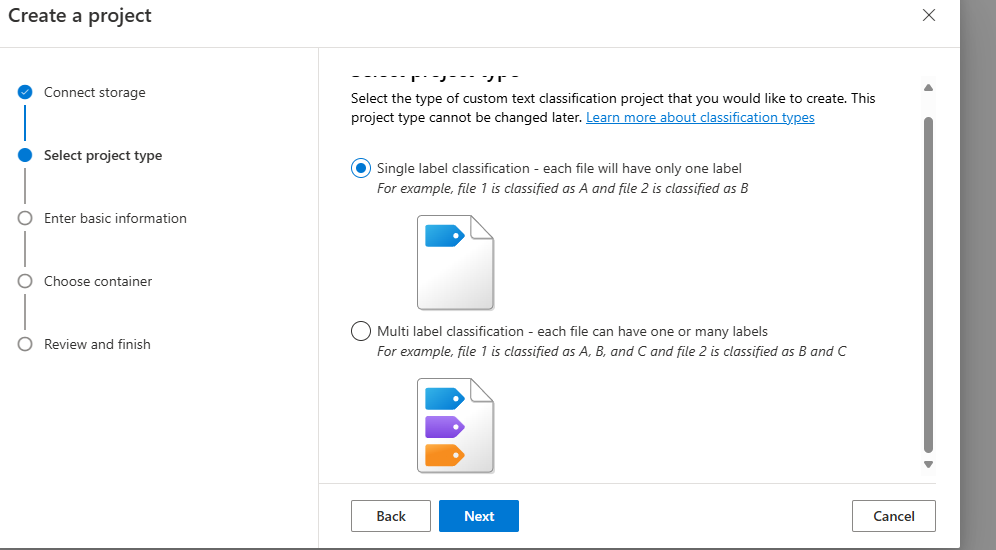 Create a project
Connect storage
Select project type
Enter basic information
Choose container
Review and finish
Select the type of custom text classification project that you would like to create. This
project type cannot be changed later. Learn more about classification types
Single label classification - each file will have only one label
For example, file 1 is classified as A and file 2 is classified as B
Multi label classification - each file can have one or many labels
For example, file 1 is classified as A, B, and C and file 2 is classified as B and C
Back
Next
Cancel